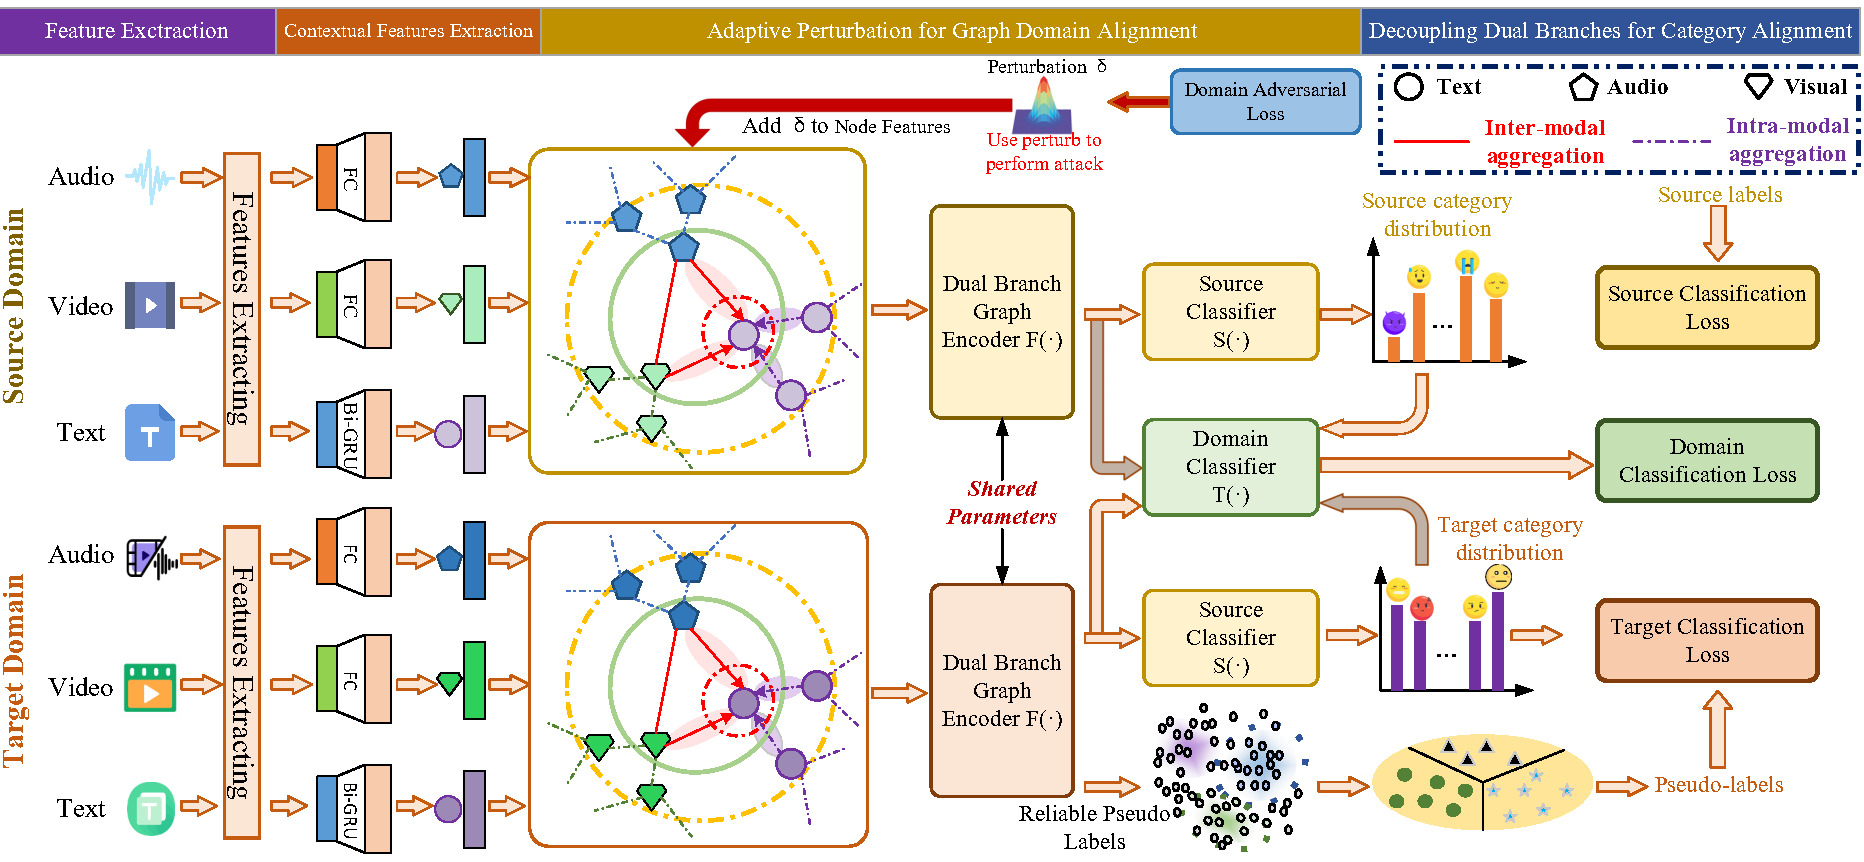 Feature Exctraction
Contextual Features Extraction
Adaptive Perturbation for Graph Domain Alignment
Decoupling Dual Branches for Category Alignment
Perturbation δ
Domain Adversarial
Loss
Add δ to Node Features
Use perturb to
perform attack
Text
Audio
Visual
Inter-modal
aggregation
Intra-modal
aggregation
Source Domain
Audio
Video
Text
T
Features Extracting
FC
FC
Bi-GRU
Dual Branch
Graph
Encoder F(·)
Source
Classifier
S(·)
Source category
distribution
...
Source labels
Source Classification
Loss
Shared
Parameters
Domain
Classifier
T(·)
Domain
Classification Loss
Target Domain
Audio
Video
Text
T
Features Extracting
FC
FC
Bi-GRU
Dual Branch
Graph
Encoder F(·)
Source
Classifier
S(·)
Target category
distribution
...
Target Classification
Loss
Reliable Pseudo
Labels
Pseudo-labels